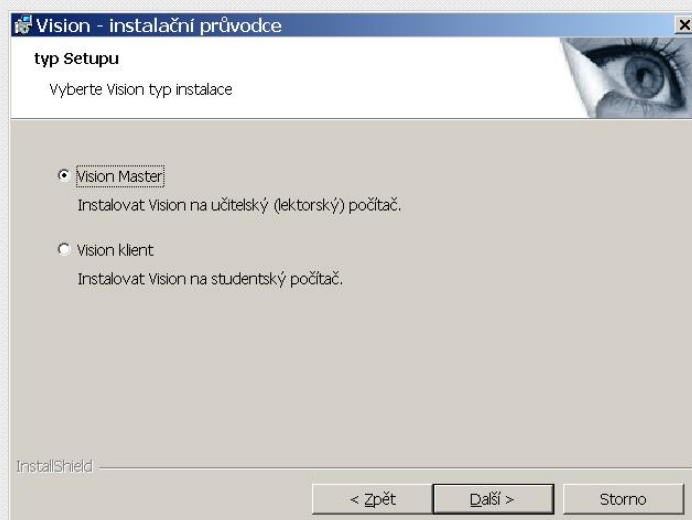 Vision - instalační průvodce
typ Setupu
Vyberte Vision typ instalace
Vision Master
Instalovat Vision na učitelský (lektorský) počítač.
Vision klient
Instalovat Vision na studentský počítač.
InstallShield
< Zpět Další > Storno